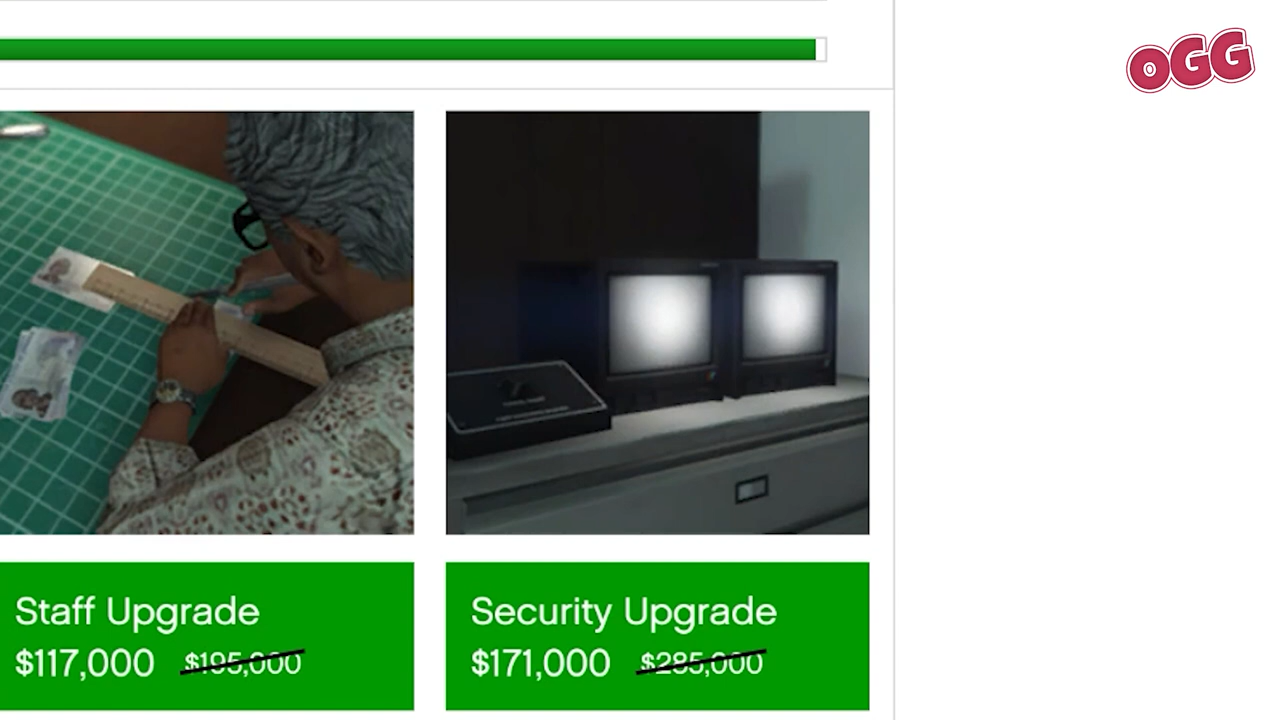 OGG
Staff Upgrade
$117,000 $195,000
Security Upgrade
$171,000 $285,000